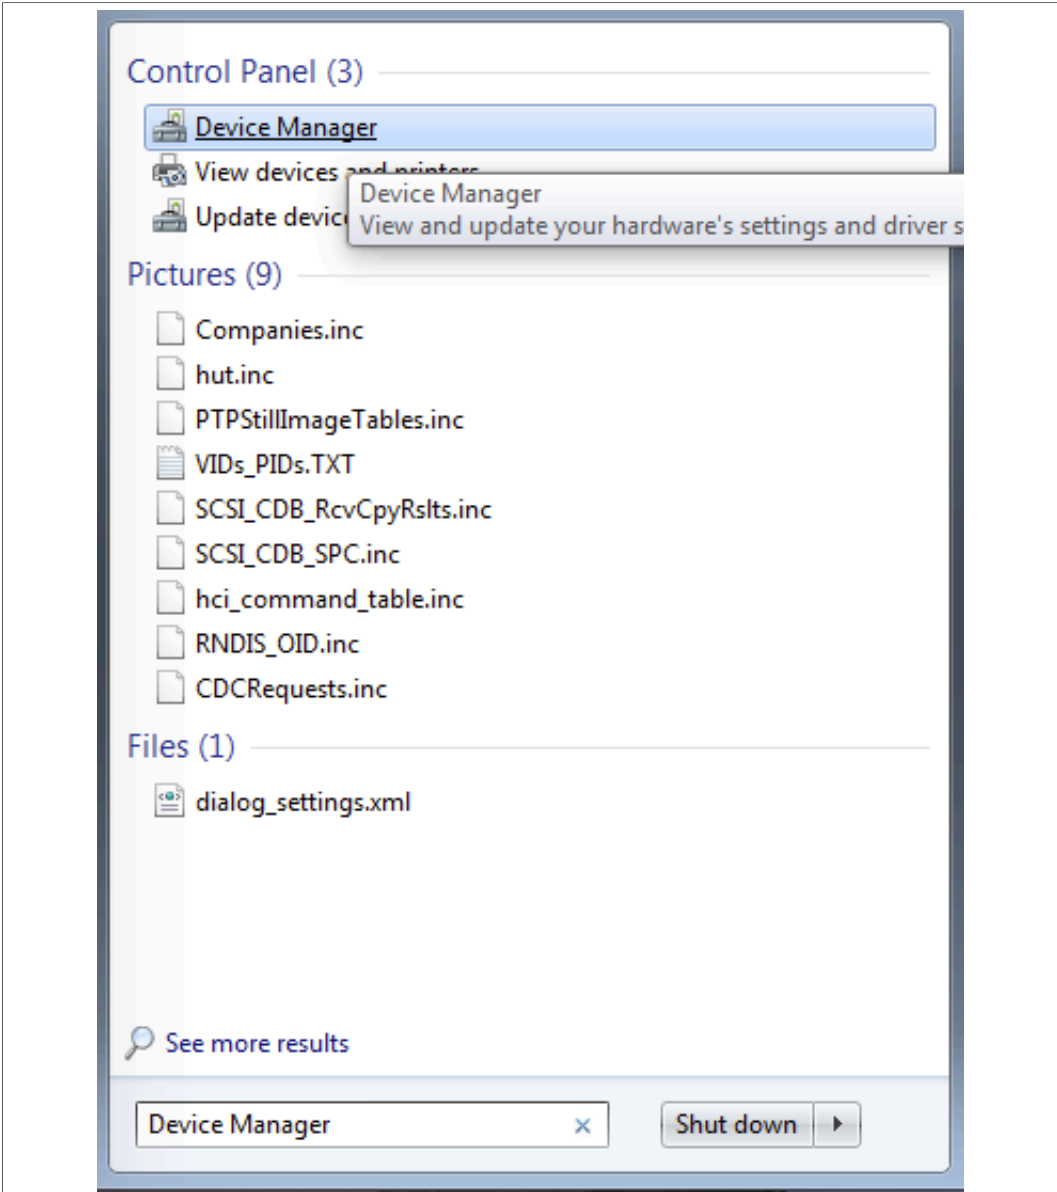 Control Panel (3)
Device Manager
View devices and printers
Update device
Device Manager
View and update your hardware's settings and driver s
Pictures (9)
Companies.inc
hut.inc
PTPStillImageTables.inc
VIDs_PIDs.TXT
SCSI_CDB_RcvCpyRslts.inc
SCSI_CDB_SPC.inc
hci_command_table.inc
RNDIS_OID.inc
CDCRequests.inc
Files (1)
dialog_settings.xml
See more results
Device Manager
Shut down